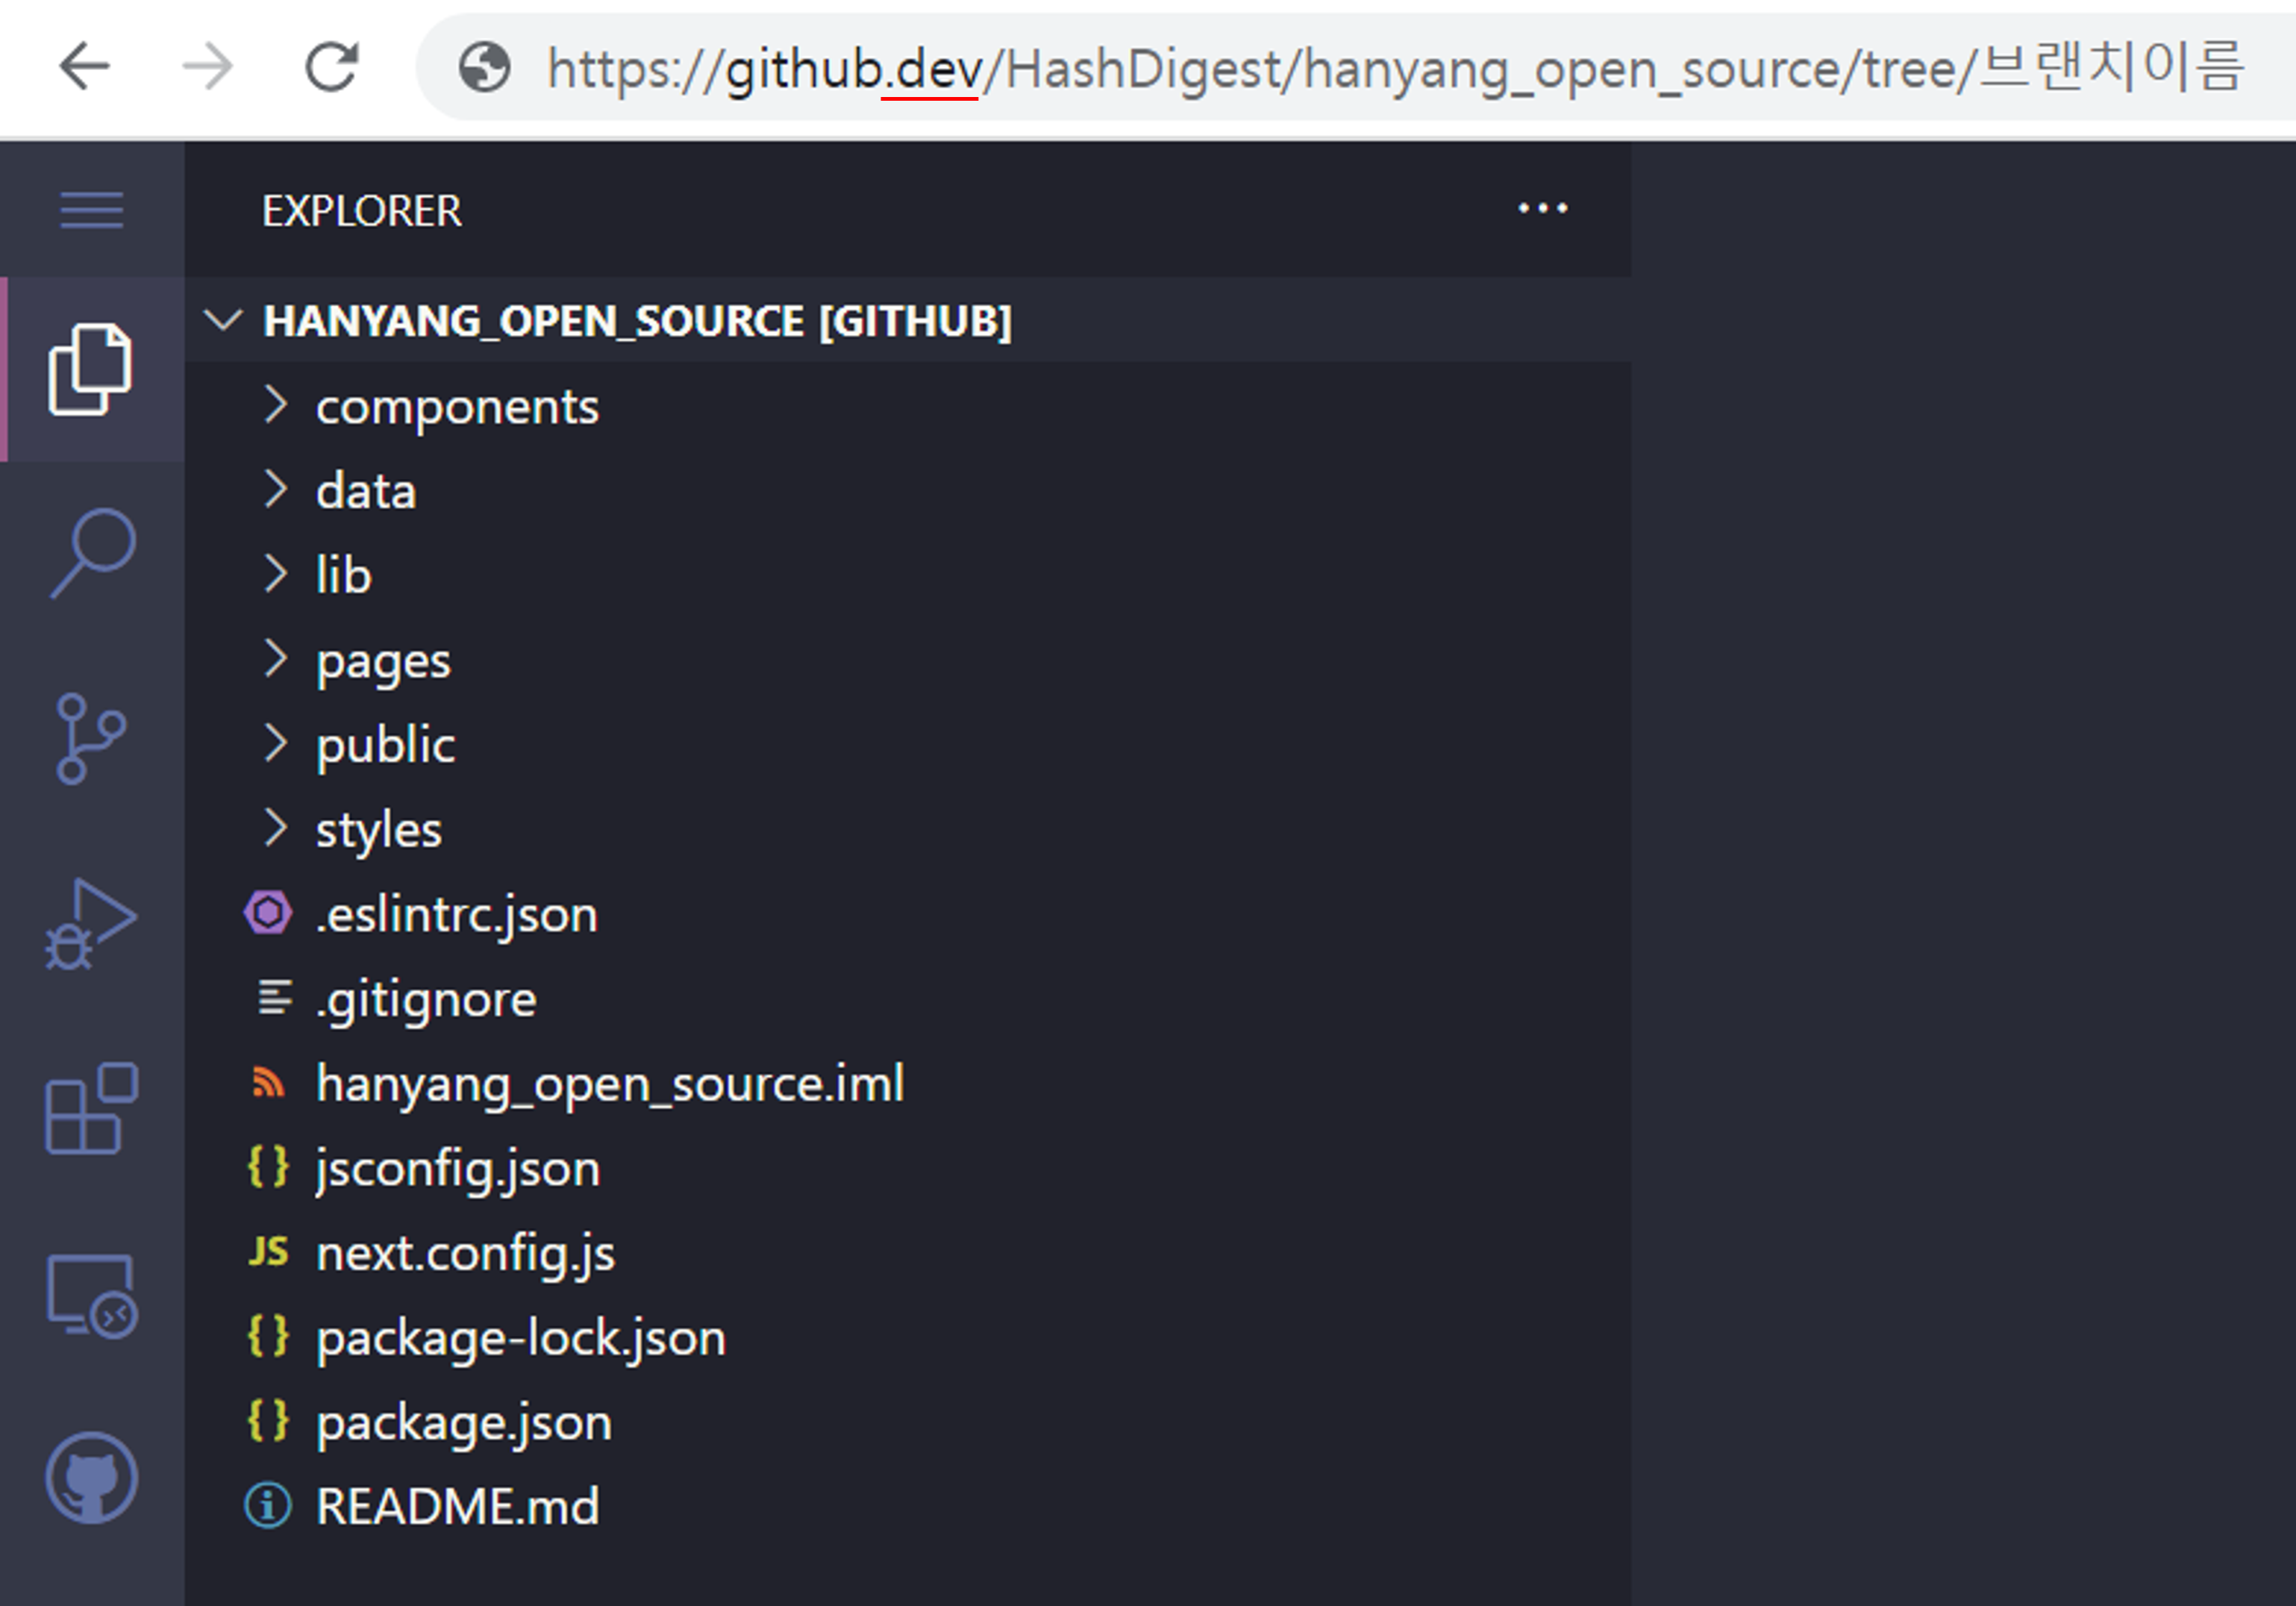 https://github.dev/HashDigest/hanyang_open_source/tree/브랜치이름
EXPLORER
HANYANG_OPEN_SOURCE [GITHUB]
components
data
lib
pages
public
styles
.eslintrc.json
.gitignore
hanyang_open_source.iml
jsconfig.json
JS next.config.js
package-lock.json
package.json
README.md